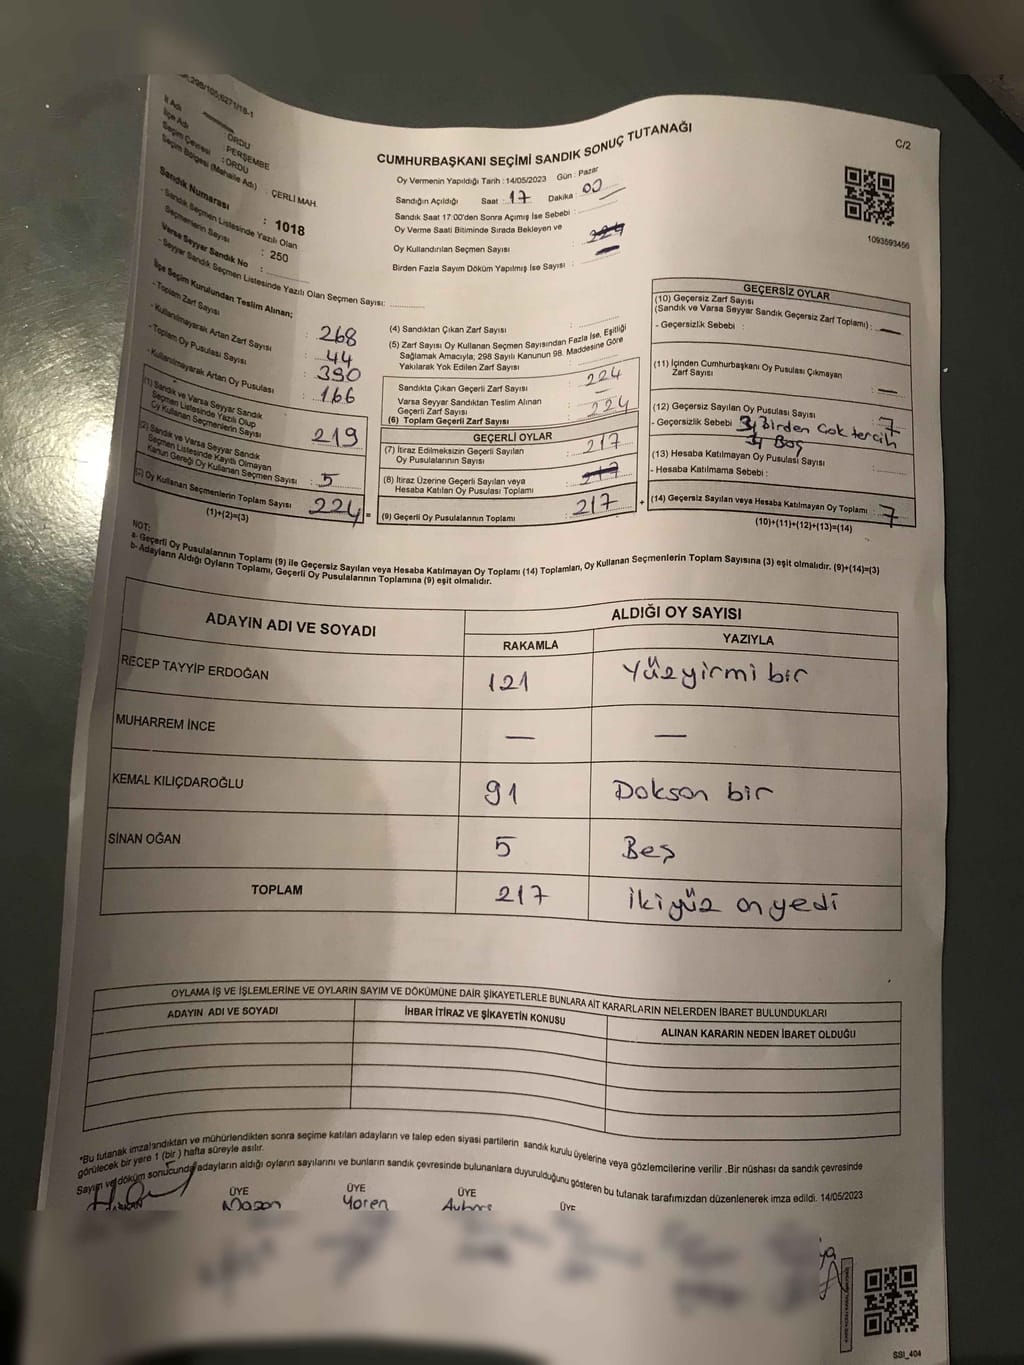 298/105;6271/18-1
C/2
CUMHURBAŞKANI SEÇİMİ SANDIK SONUÇ TUTANAĞI
İl Adı : ORDU
İlçe Adı : PERŞEMBE
Seçim Çevresi : ORDU
Seçim Bölgesi (Mahalle Adı) : ÇERLİ MAH.
Sandık Numarası : 1018
- Sandık Seçmen Listesinde Yazılı Olan
Seçmenlerin Sayısı : 250
Varsa Seyyar Sandık No :
- Seyyar Sandık Seçmen Listesinde Yazılı Olan Seçmen Sayısı:
Oy Vermenin Yapıldığı Tarih : 14/05/2023 Gün : Pazar
Sandığın Açıldığı Saat : 17 Dakika : 00
Sandık Saat 17:00'den Sonra Açımış İse Sebebi :
Oy Verme Saati Bitiminde Sırada Bekleyen ve
Oy Kullandırılan Seçmen Sayısı :
Birden Fazla Sayım Döküm Yapılmış İse Sayısı :
1093593456
İlçe Seçim Kurulundan Teslim Alınan;
- Toplam Zarf Sayısı : 268
- Kullanılmayarak Artan Zarf Sayısı : 44
- Toplam Oy Pusulası Sayısı : 390
- Kullanılmayarak Artan Oy Pusulası : 166
(1) Sandık ve Varsa Seyyar Sandık
Seçmen Listesinde Yazılı Olup
Oy Kullanan Seçmenlerin Sayısı : 219
(2) Sandık ve Varsa Seyyar Sandık
Seçmen Listesinde Kayıtlı Olmayan
Kanun Gereği Oy Kullanan Seçmen Sayısı : 5
(3) Oy Kullanan Seçmenlerin Toplam Sayısı : 224
(1)+(2)=(3)
(4) Sandıktan Çıkan Zarf Sayısı :
(5) Zarf Sayısı Oy Kullanan Seçmen Sayısından Fazla İse, Eşitliği
Sağlamak Amacıyla, 298 Sayılı Kanunun 98. Maddesine Göre
Yakılarak Yok Edilen Zarf Sayısı :
Sandıkta Çıkan Geçerli Zarf Sayısı : 224
Varsa Seyyar Sandıktan Teslim Alınan
Geçerli Zarf Sayısı : —
(6) Toplam Geçerli Zarf Sayısı : 224
GEÇERLİ OYLAR
(7) İtiraz Edilmeksizin Geçerli Sayılan
Oy Pusulalarının Sayısı : 217
(8) İtiraz Üzerine Geçerli Sayılan veya
Hesaba Katılan Oy Pusulası Toplamı : 217
(9) Geçerli Oy Pusulalarının Toplamı : 217
GEÇERSİZ OYLAR
(10) Geçersiz Zarf Sayısı
(Sandık ve Varsa Seyyar Sandık Geçersiz Zarf Toplamı) : —
- Geçersizlik Sebebi :
(11) İçinden Cumhurbaşkanı Oy Pusulası Çıkmayan
Zarf Sayısı : —
(12) Geçersiz Sayılan Oy Pusulası Sayısı : 7
- Geçersizlik Sebebi : Birden Çok tercih
Boş
(13) Hesaba Katılmayan Oy Pusulası Sayısı :
- Hesaba Katılmama Sebebi :
(14) Geçersiz Sayılan veya Hesaba Katılmayan Oy Toplamı : 7
(10)+(11)+(12)+(13)=(14)
NOT:
a- Geçerli Oy Pusulalarının Toplamı (9) ile Geçersiz Sayılan veya Hesaba Katılmayan Oy Toplamı (14) Toplamları, Oy Kullanan Seçmenlerin Toplam Sayısına (3) eşit olmalıdır. (9)+(14)=(3)
b- Adayların Aldığı Oyların Toplamı, Geçerli Oy Pusulalarının Toplamına (9) eşit olmalıdır.
ADAYIN ADI VE SOYADI ALDIĞI OY SAYISI
RAKAMLA YAZIYLA
RECEP TAYYİP ERDOĞAN 121 Yüzyirmi bir
MUHARREM İNCE — —
KEMAL KILIÇDAROĞLU 91 Doksan bir
SİNAN OĞAN 5 Beş
TOPLAM 217 İkiyüz onyedi
OYLAMA İŞ VE İŞLEMLERİNE VE OYLARIN SAYIM VE DÖKÜMÜNE DAİR ŞİKAYETLERLE BUNLARA AİT KARARLARIN NELERDEN İBARET BULUNDUKLARI
ADAYIN ADI VE SOYADI İHBAR İTİRAZ VE ŞİKAYETİN KONUSU ALINAN KARARIN NEDEN İBARET OLDUĞU
*Bu tutanak imzalandıktan ve mühürlendikten sonra seçime katılan adayların ve talep eden siyasi partilerin sandık kurulu üyelerine veya gözlemcilerine verilir .Bir nüshası da sandık çevresinde
görülecek bir yere 1 (bir ) hafta süreyle asılır.
Sayım ve döküm sonucunda adayların aldığı oyların sayılarını ve bunların sandık çevresinde bulunanlara duyurulduğunu gösteren bu tutanak tarafımızdan düzenlenerek imza edildi. 14/05/2023
ÜYE ÜYE ÜYE ÜYE
SSI_404